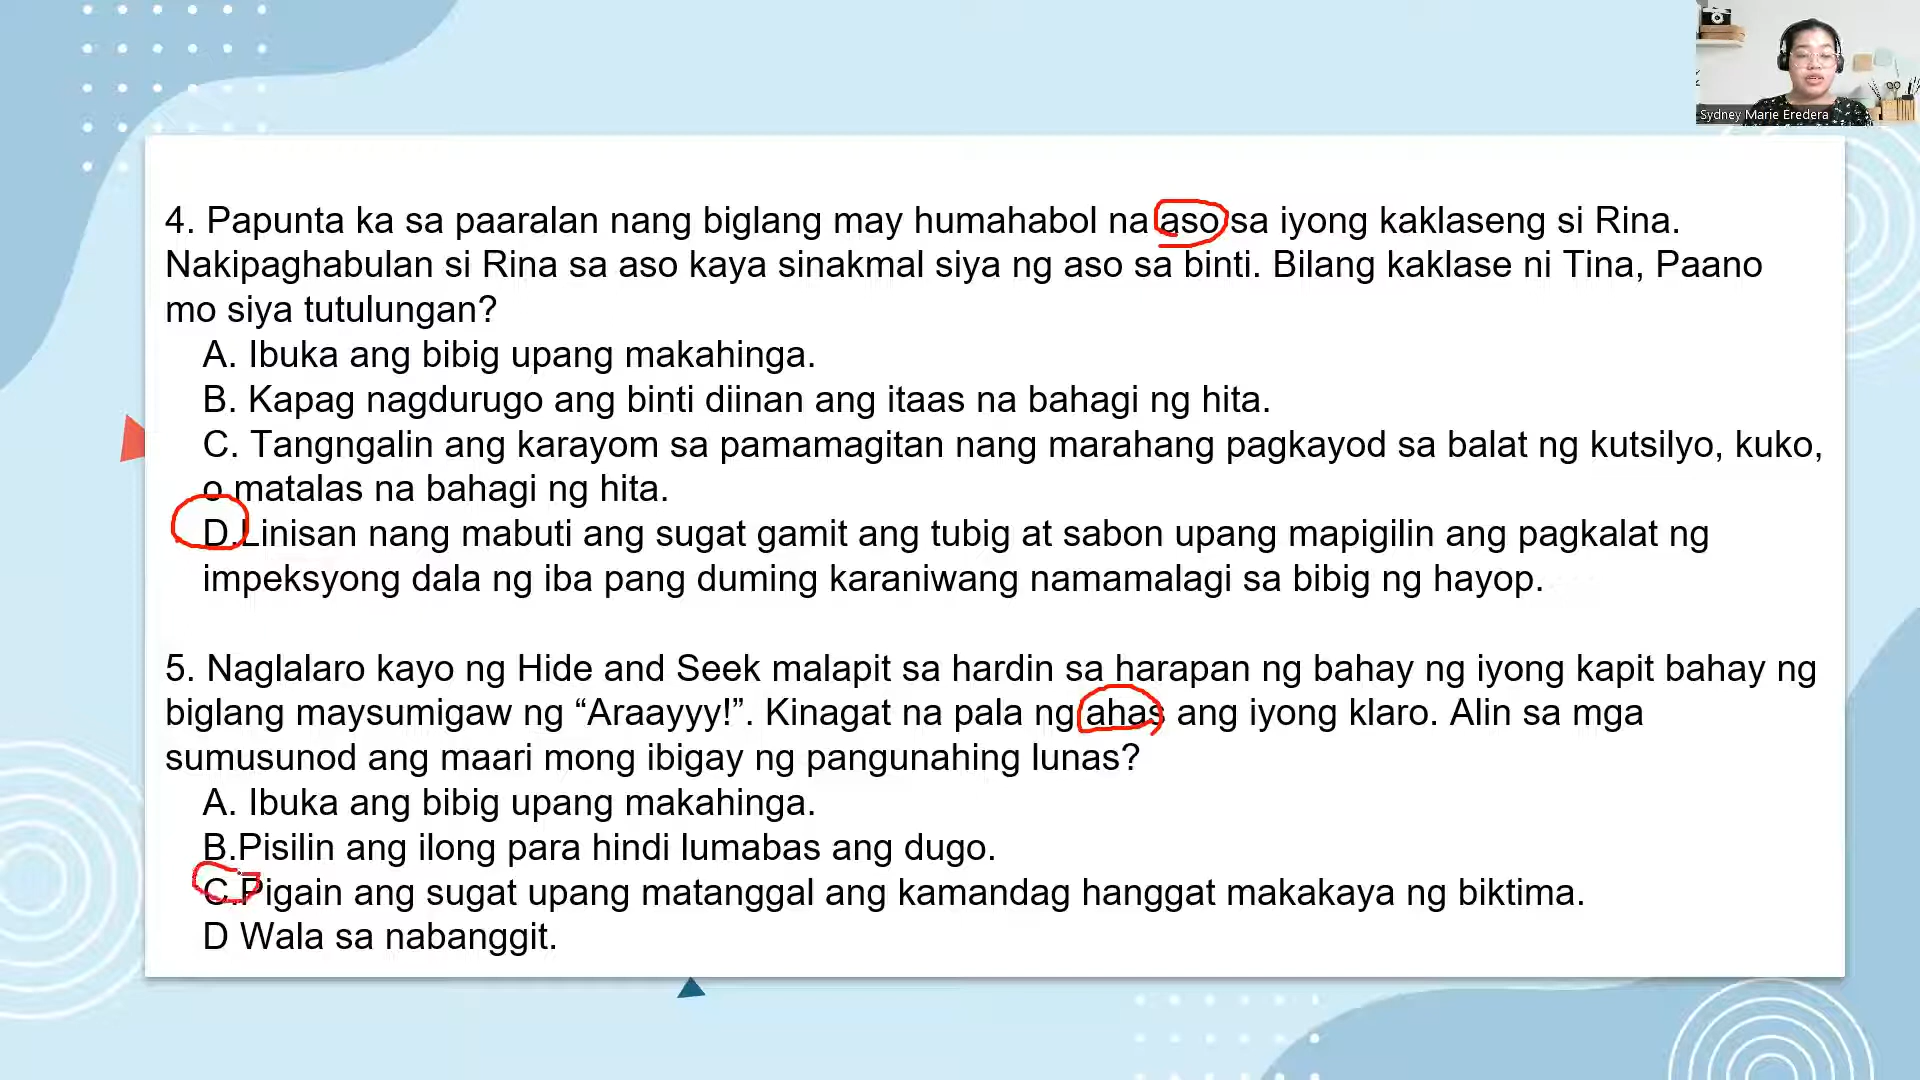 Sydney Marie Eredera
4. Papunta ka sa paaralan nang biglang may humahabol na aso sa iyong kaklaseng si Rina.
Nakipaghabulan si Rina sa aso kaya sinakmal siya ng aso sa binti. Bilang kaklase ni Tina, Paano
mo siya tutulungan?
A. Ibuka ang bibig upang makahinga.
B. Kapag nagdurugo ang binti diinan ang itaas na bahagi ng hita.
C. Tangngalin ang karayom sa pamamagitan nang marahang pagkayod sa balat ng kutsilyo, kuko,
o matalas na bahagi ng hita.
D.Linisan nang mabuti ang sugat gamit ang tubig at sabon upang mapigilin ang pagkalat ng
impeksyong dala ng iba pang duming karaniwang namamalagi sa bibig ng hayop.
5. Naglalaro kayo ng Hide and Seek malapit sa hardin sa harapan ng bahay ng iyong kapit bahay ng
biglang maysumigaw ng “Araayyy!”. Kinagat na pala ng ahas ang iyong klaro. Alin sa mga
sumusunod ang maari mong ibigay ng pangunahing lunas?
A. Ibuka ang bibig upang makahinga.
B.Pisilin ang ilong para hindi lumabas ang dugo.
C.Pigain ang sugat upang matanggal ang kamandag hanggat makakaya ng biktima.
D Wala sa nabanggit.